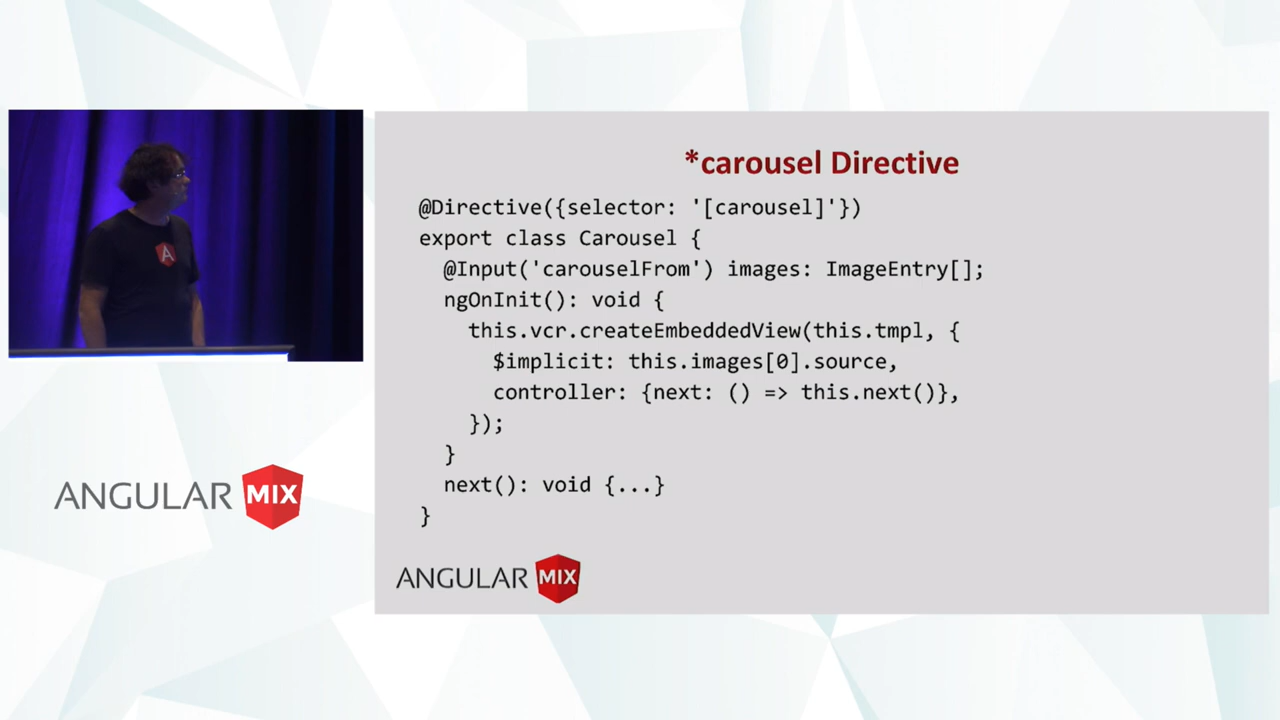 *carousel Directive
@Directive({selector: '[carousel]'})
export class Carousel {
  @Input('carouselFrom') images: ImageEntry[];
  ngOnInit(): void {
    this.vcr.createEmbeddedView(this.tmpl, {
      $implicit: this.images[0].source,
      controller: {next: () => this.next()},
    });
  }
  next(): void {...}
}
ANGULAR MIX
A
ANGULAR MIX